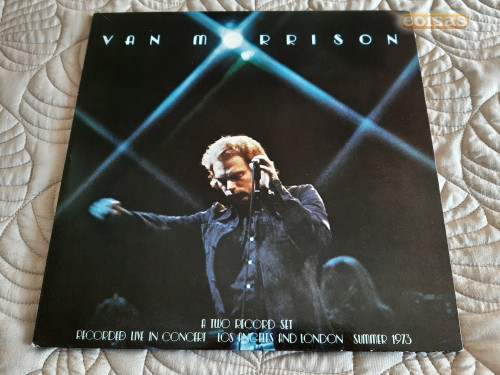 coisas
VAN MORRISON
A TWO RECORD SET
RECORDED LIVE IN CONCERT LOS ANGELES AND LONDON SUMMER 1973